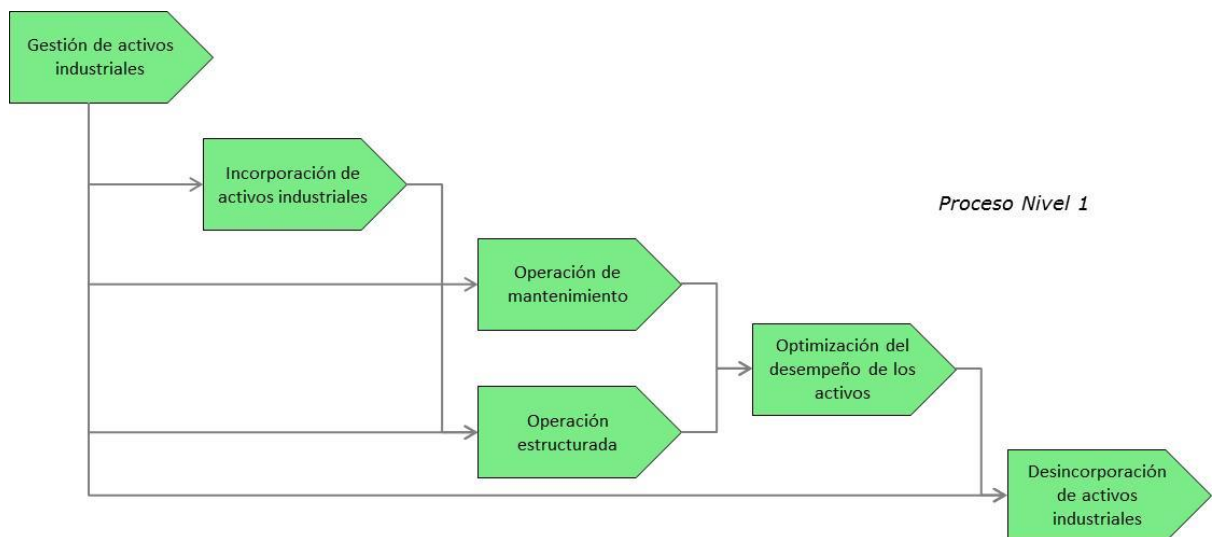 Gestión de activos
industriales
Incorporación de
activos industriales
Proceso Nivel 1
Operación de
mantenimiento
Optimización del
desempeño de los
activos
Operación
estructurada
Desincorporación
de activos
industriales